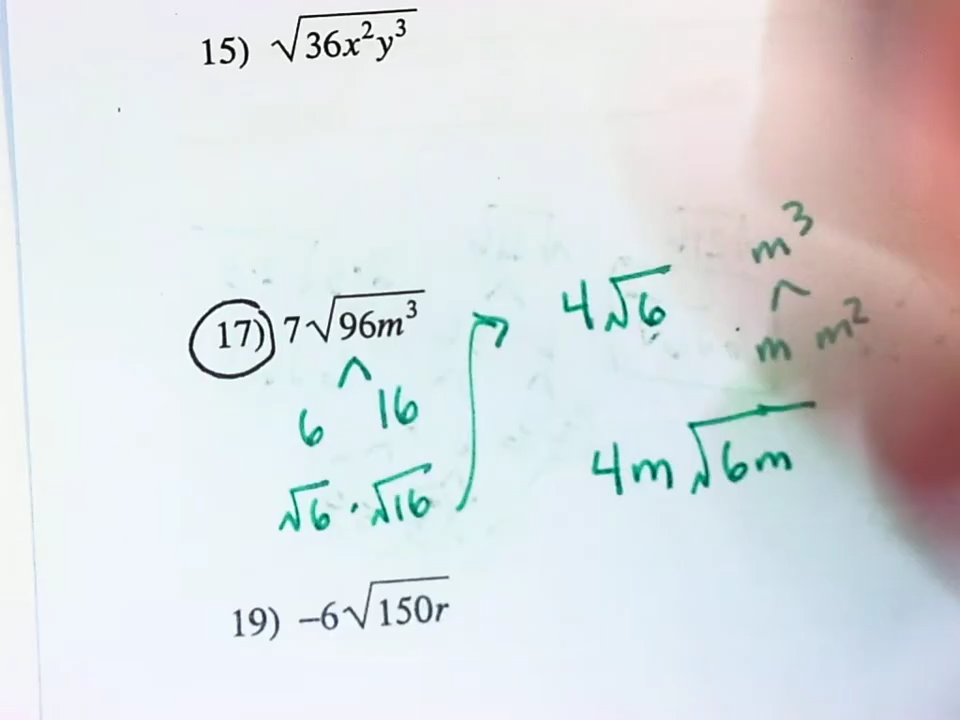 15) √36x²y³
17) 7√96m³
6 16
√6 · √16
4√6
m³
m m²
4m√6m
19) −6√150r